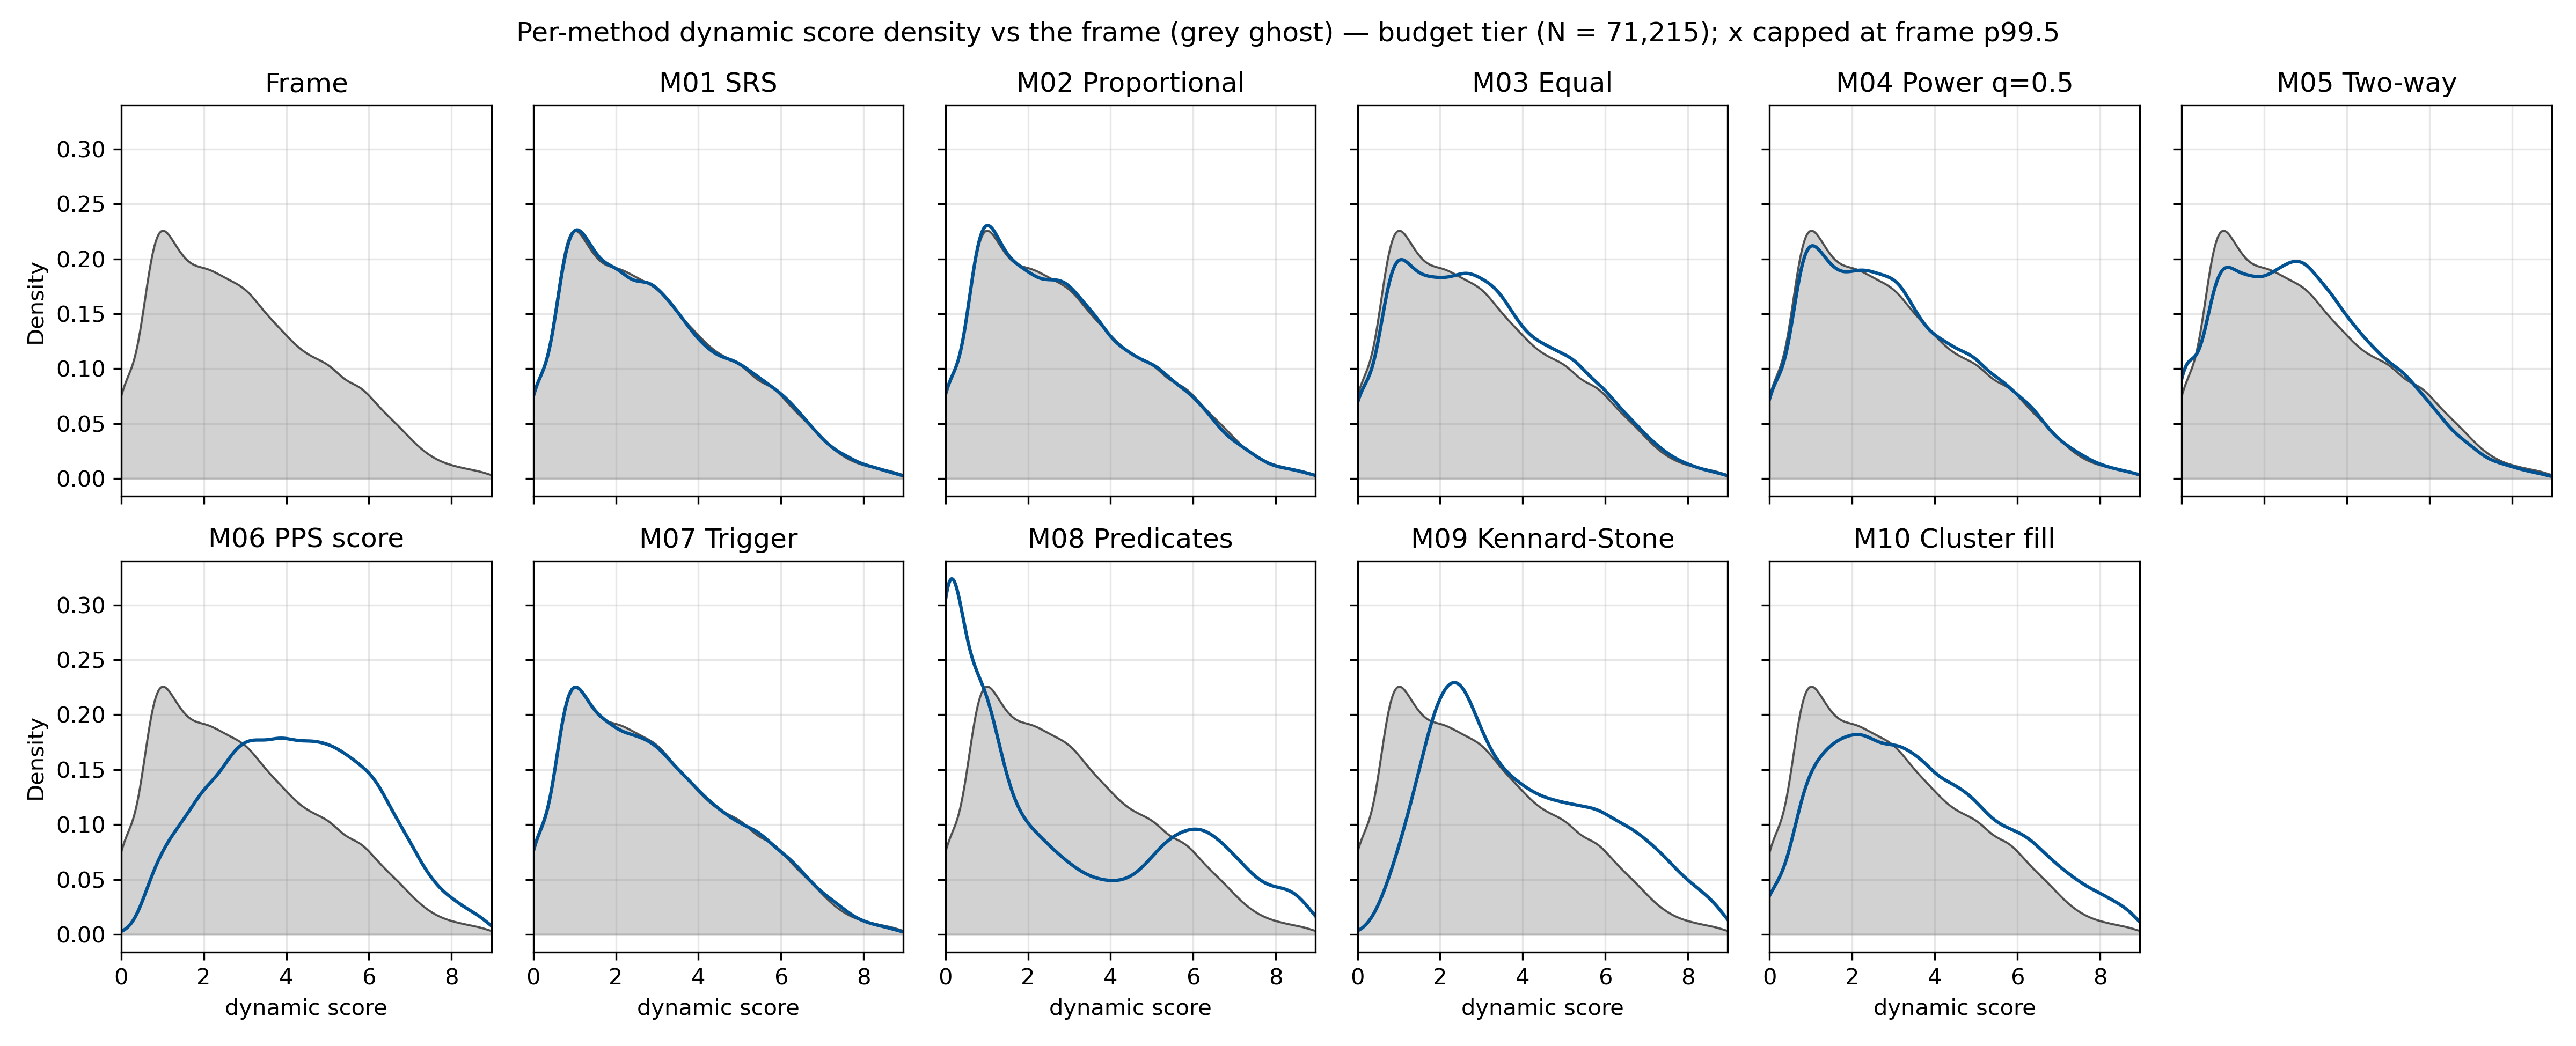 Per-method dynamic score density vs the frame (grey ghost) — budget tier (N = 71,215); x capped at frame p99.5
Frame
M01 SRS
M02 Proportional
M03 Equal
M04 Power q=0.5
M05 Two-way
Density
0.30
0.25
0.20
0.15
0.10
0.05
0.00
M06 PPS score
M07 Trigger
M08 Predicates
M09 Kennard-Stone
M10 Cluster fill
Density
0.30
0.25
0.20
0.15
0.10
0.05
0.00
0 2 4 6 8
0 2 4 6 8
0 2 4 6 8
0 2 4 6 8
0 2 4 6 8
dynamic score
dynamic score
dynamic score
dynamic score
dynamic score